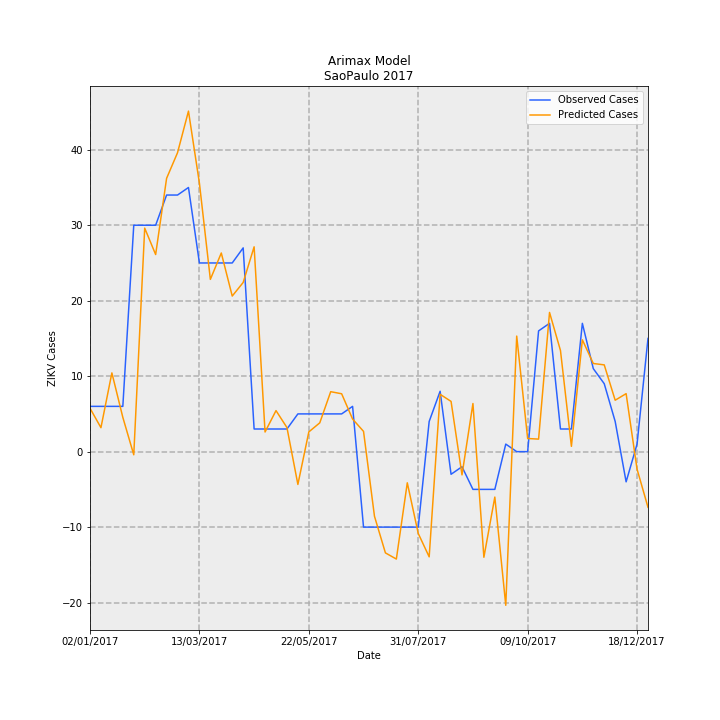 Arimax Model
SaoPaulo 2017
Observed Cases
Predicted Cases
ZIKV Cases
40
30
20
10
0
−10
−20
02/01/2017 13/03/2017 22/05/2017 31/07/2017 09/10/2017 18/12/2017
Date